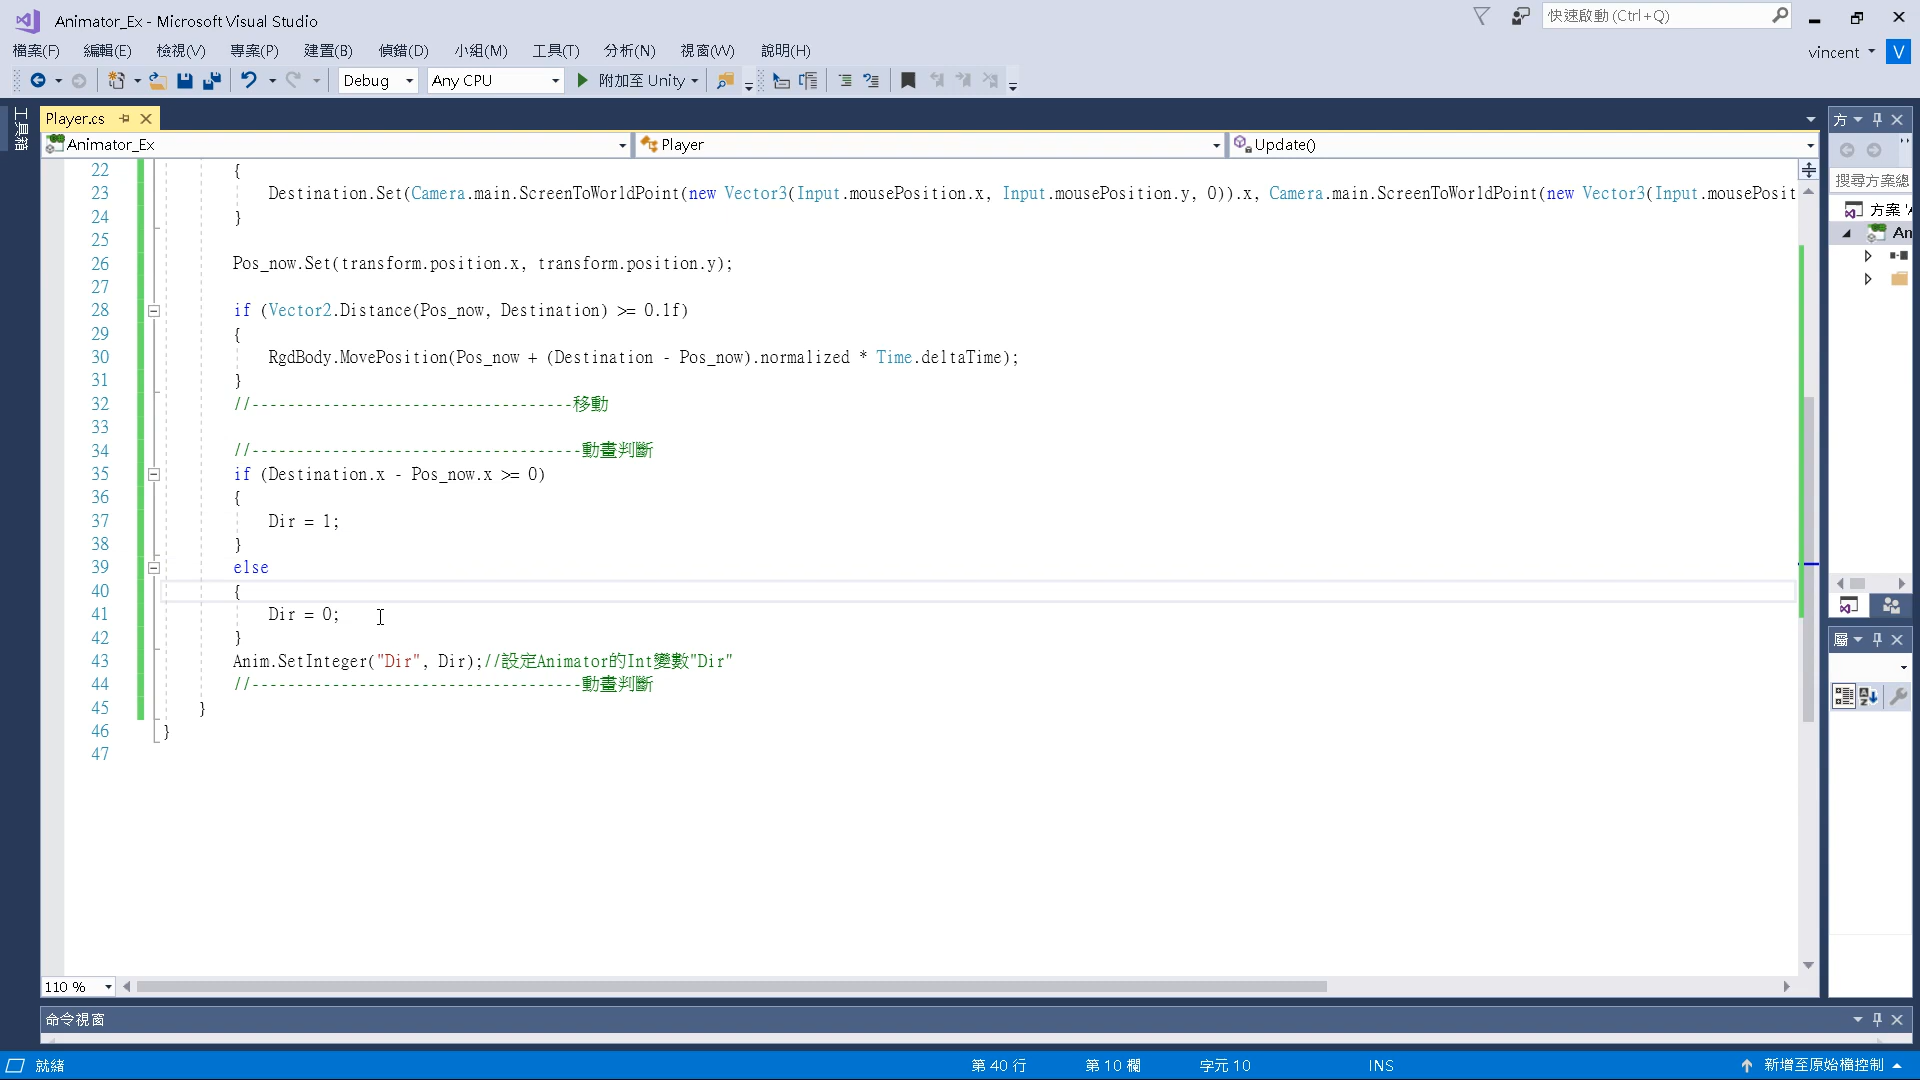 Animator_Ex - Microsoft Visual Studio
快速啟動 (Ctrl+Q)
檔案(F) 編輯(E) 檢視(V) 專案(P) 建置(B) 偵錯(D) 小組(M) 工具(T) 分析(N) 視窗(W) 說明(H)
vincent V
Debug Any CPU 附加至 Unity
工具箱
Player.cs
方
Animator_Ex Player Update()
搜尋方案總
方案 'A
An
22 {
23 Destination.Set(Camera.main.ScreenToWorldPoint(new Vector3(Input.mousePosition.x, Input.mousePosition.y, 0)).x, Camera.main.ScreenToWorldPoint(new Vector3(Input.mousePosit
24 }
25
26 Pos_now.Set(transform.position.x, transform.position.y);
27
28 if (Vector2.Distance(Pos_now, Destination) >= 0.1f)
29 {
30 RgdBody.MovePosition(Pos_now + (Destination - Pos_now).normalized * Time.deltaTime);
31 }
32 //------------------------------------移動
33
34 //-------------------------------------動畫判斷
35 if (Destination.x - Pos_now.x >= 0)
36 {
37 Dir = 1;
38 }
39 else
40 {
41 Dir = 0;
42 }
43 Anim.SetInteger("Dir", Dir);//設定Animator的Int變數"Dir"
44 //-------------------------------------動畫判斷
45 }
46 }
47
屬
110 %
命令視窗
就緒 第 40 行 第 10 欄 字元 10 INS 新增至原始檔控制